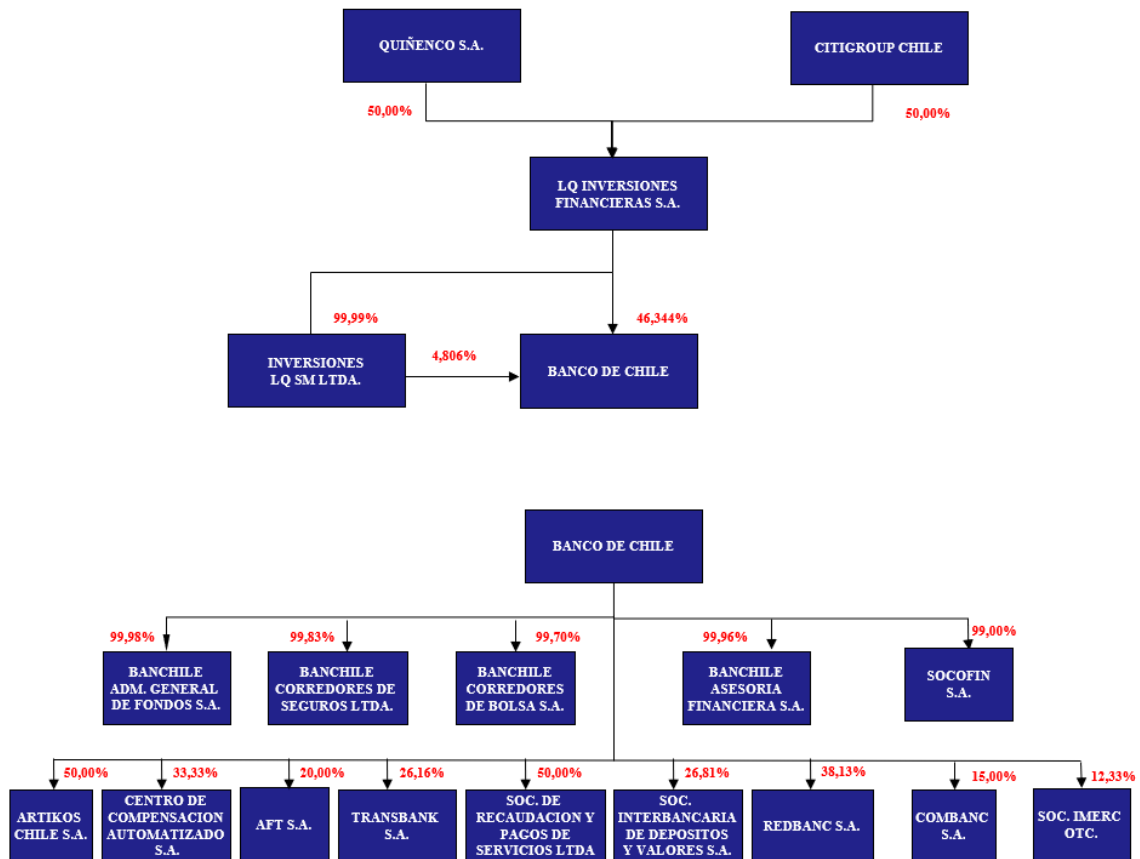 QUIÑENCO S.A.
CITIGROUP CHILE
50,00%
50,00%
LQ INVERSIONES
FINANCIERAS S.A.
99,99%
46,344%
INVERSIONES
LQ SM LTDA.
4,806%
BANCO DE CHILE
BANCO DE CHILE
99,98%
99,83%
99,70%
99,96%
99,00%
BANCHILE
ADM. GENERAL
DE FONDOS S.A.
BANCHILE
CORREDORES DE
SEGUROS LTDA.
BANCHILE
CORREDORES
DE BOLSA S.A.
BANCHILE
ASESORIA
FINANCIERA S.A.
SOCOFIN
S.A.
50,00%
33,33%
20,00%
26,16%
50,00%
26,81%
38,13%
15,00%
12,33%
ARTIKOS
CHILE S.A.
CENTRO DE
COMPENSACION
AUTOMATIZADO
S.A.
AFT S.A.
TRANSBANK
S.A.
SOC. DE
RECAUDACION Y
PAGOS DE
SERVICIOS LTDA
SOC.
INTERBANCARIA
DE DEPOSITOS
Y VALORES S.A.
REDBANC S.A.
COMBANC
S.A.
SOC. IMERC
OTC.